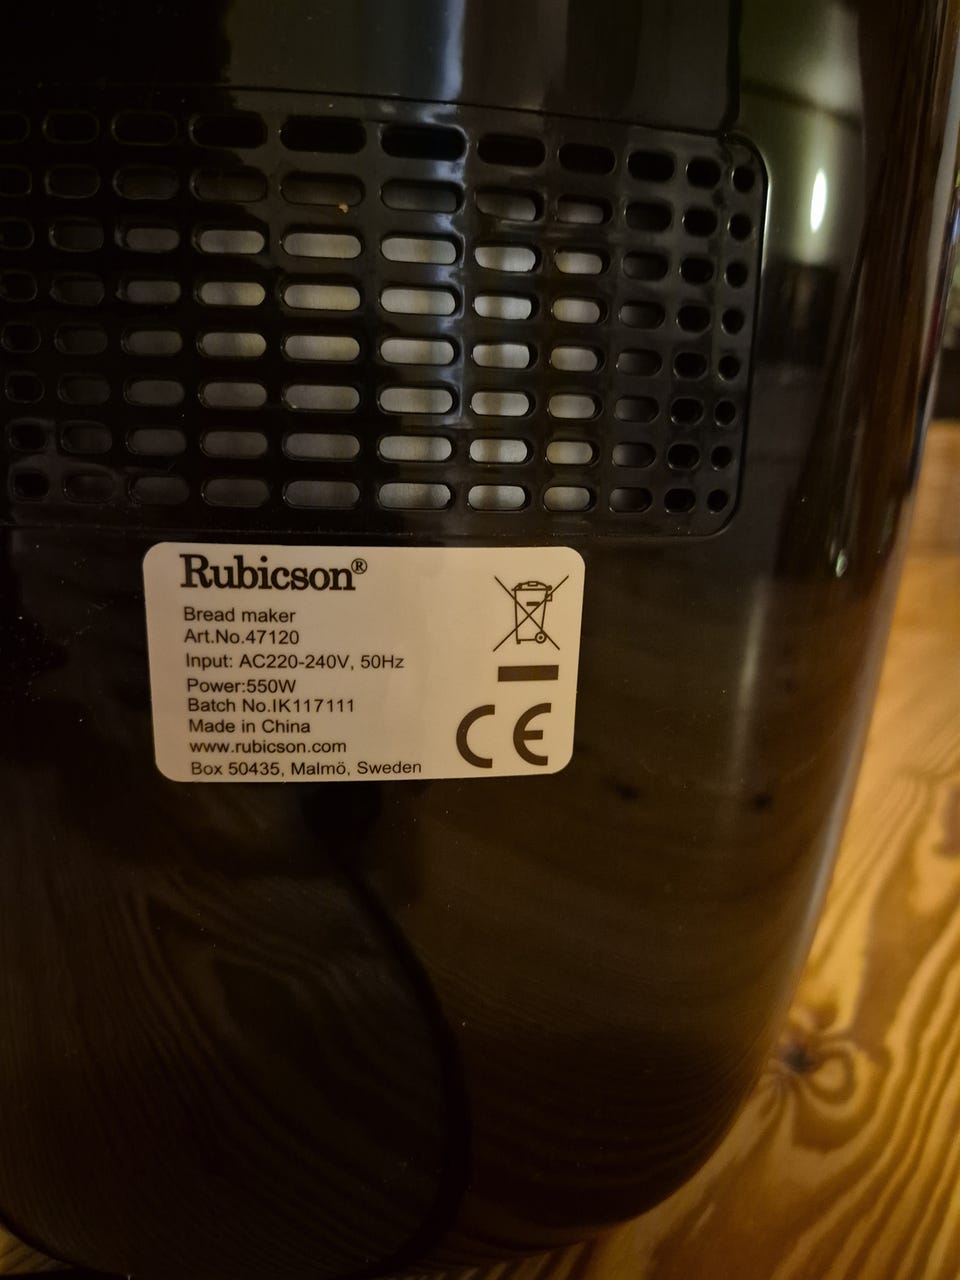 Rubicson®
Bread maker
Art.No.47120
Input: AC220-240V, 50Hz
Power:550W
Batch No.IK117111
Made in China
www.rubicson.com
Box 50435, Malmö, Sweden
CE